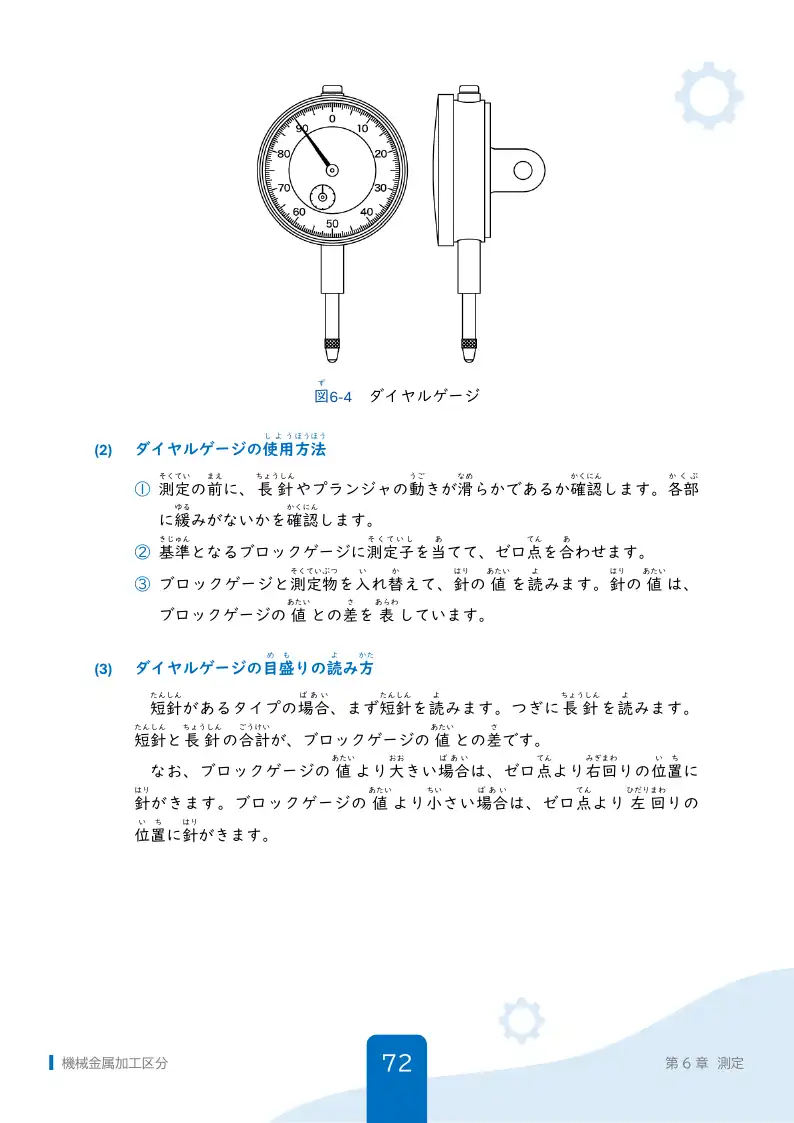 0
10
20
30
40
50
60
70
80
90
図6-4 ダイヤルゲージ
(2) ダイヤルゲージの使用方法
① 測定の前に、長針やプランジャの動きが滑らかであるか確認します。各部
に緩みがないかを確認します。
② 基準となるブロックゲージに測定子を当てて、ゼロ点を合わせます。
③ ブロックゲージと測定物を入れ替えて、針の値を読みます。針の値は、
ブロックゲージの値との差を表しています。
(3) ダイヤルゲージの目盛りの読み方
短針があるタイプの場合、まず短針を読みます。つぎに長針を読みます。
短針と長針の合計が、ブロックゲージの値との差です。
なお、ブロックゲージの値より大きい場合は、ゼロ点より右回りの位置に
針がきます。ブロックゲージの値より小さい場合は、ゼロ点より左回りの
位置に針がきます。
機械金属加工区分
72
第6章 測定